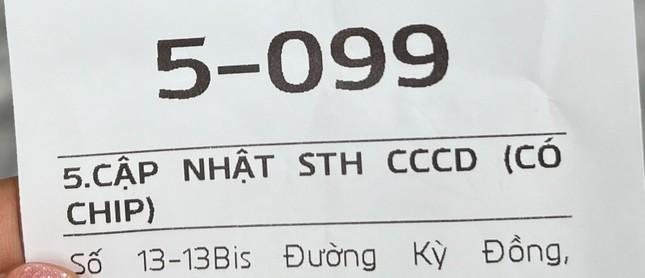 5-099
5.CẬP NHẬT STH CCCD (CÓ
CHIP)
Số 13-13Bis Đường Kỳ Đồng,